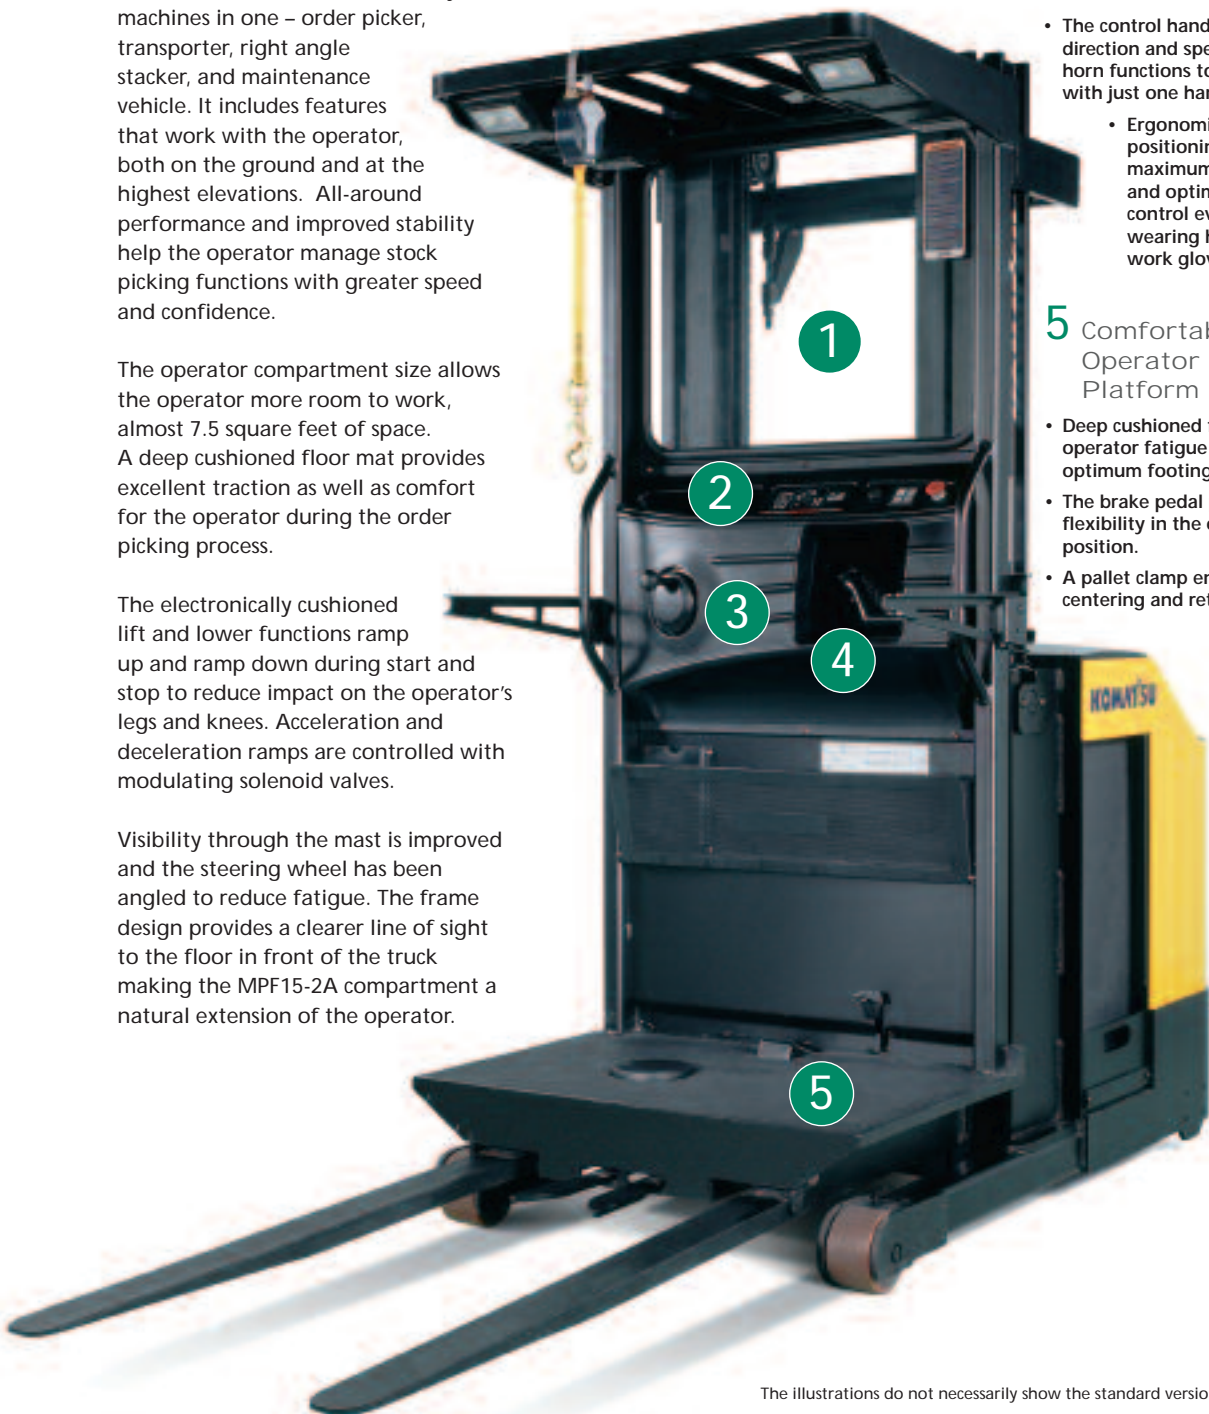 machines in one – order picker,
transporter, right angle
stacker, and maintenance
vehicle. It includes features
that work with the operator,
both on the ground and at the
highest elevations. All-around
performance and improved stability
help the operator manage stock
picking functions with greater speed
and confidence.
The operator compartment size allows
the operator more room to work,
almost 7.5 square feet of space.
A deep cushioned floor mat provides
excellent traction as well as comfort
for the operator during the order
picking process.
The electronically cushioned
lift and lower functions ramp
up and ramp down during start and
stop to reduce impact on the operator's
legs and knees. Acceleration and
deceleration ramps are controlled with
modulating solenoid valves.
Visibility through the mast is improved
and the steering wheel has been
angled to reduce fatigue. The frame
design provides a clearer line of sight
to the floor in front of the truck
making the MPF15-2A compartment a
natural extension of the operator.
1
2
3
4
5
KOMATSU
• The control hand
direction and spe
horn functions to
with just one han
• Ergonomi
positionin
maximum
and optim
control ev
wearing h
work glov
5 Comfortab
Operator
Platform
• Deep cushioned f
operator fatigue
optimum footing
• The brake pedal
flexibility in the o
position.
• A pallet clamp en
centering and ret
The illustrations do not necessarily show the standard versio